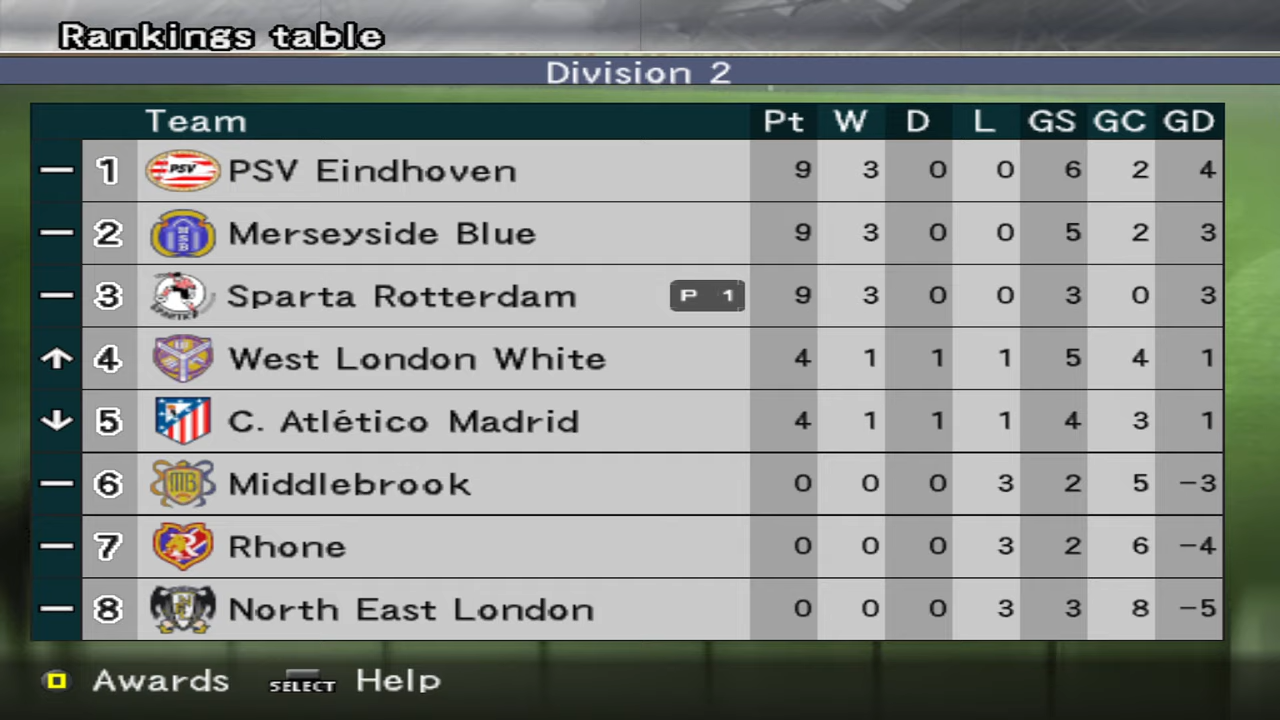 Rankings table
Division 2
Team Pt W D L GS GC GD
1 PSV PSV Eindhoven 9 3 0 0 6 2 4
2 MSB Merseyside Blue 9 3 0 0 5 2 3
3 SPARTA Sparta Rotterdam P 1 9 3 0 0 3 0 3
4 West London White 4 1 1 1 5 4 1
5 C. Atlético Madrid 4 1 1 1 4 3 1
6 MB Middlebrook 0 0 0 3 2 5 -3
7 R Rhone 0 0 0 3 2 6 -4
8 North East London 0 0 0 3 3 8 -5
Awards SELECT Help